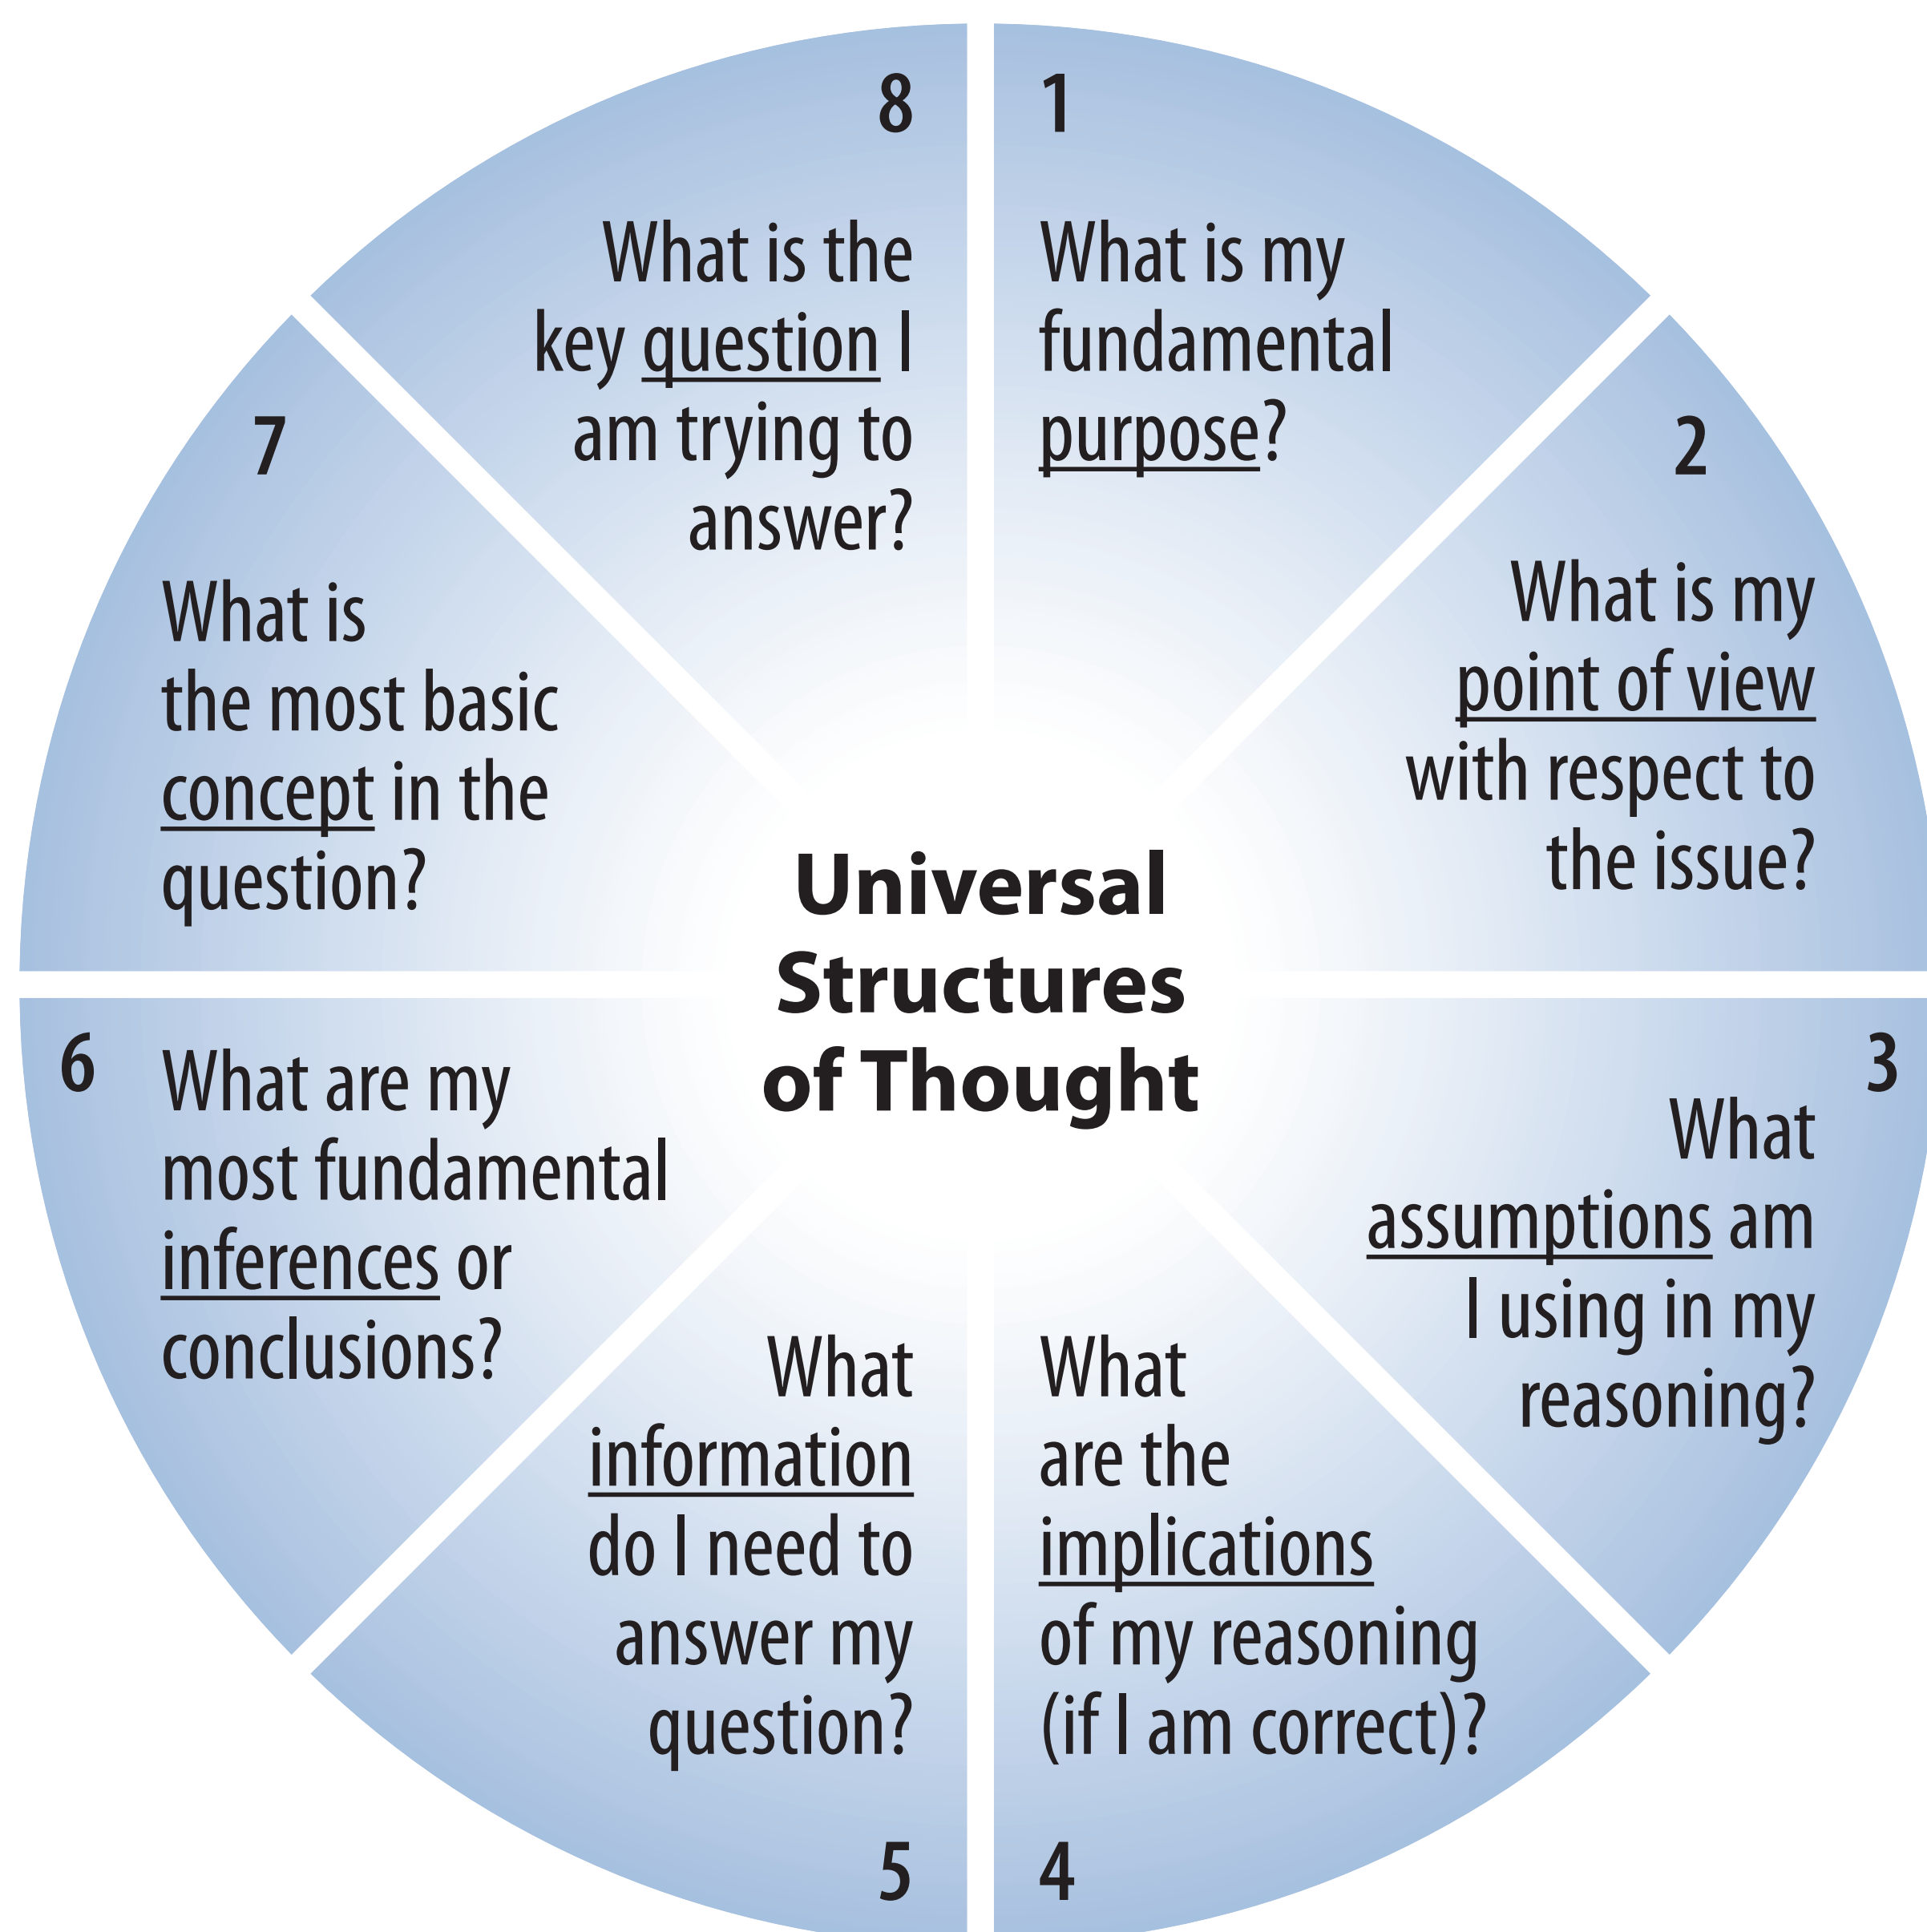 Universal
Structures
of Thought
1
What is my
fundamental
purpose?
2
What is my
point of view
with respect to
the issue?
3
What
assumptions am
I using in my
reasoning?
4
What
are the
implications
of my reasoning
(if I am correct)?
5
What
information
do I need to
answer my
question?
6
What are my
most fundamental
inferences or
conclusions?
7
What is
the most basic
concept in the
question?
8
What is the
key question I
am trying to
answer?